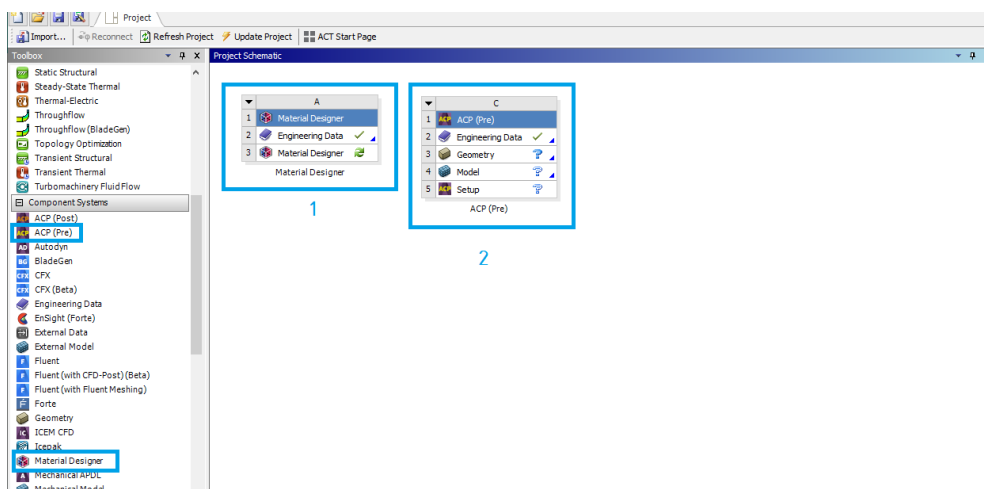 Project
Import... Reconnect Refresh Project Update Project ACT Start Page
Toolbox
Project Schematic
Static Structural
Steady-State Thermal
Thermal-Electric
Throughflow
Throughflow (BladeGen)
Topology Optimization
Transient Structural
Transient Thermal
Turbomachinery Fluid Flow
Component Systems
ACP (Post)
ACP (Pre)
Autodyn
BladeGen
CFX
CFX (Beta)
Engineering Data
EnSight (Forte)
External Data
External Model
Fluent
Fluent (with CFD-Post) (Beta)
Fluent (with Fluent Meshing)
Forte
Geometry
ICEM CFD
Icepak
Material Designer
Mechanical APDL
Mechanical Model
A
1 Material Designer
2 Engineering Data
3 Material Designer
Material Designer
1
C
1 ACP (Pre)
2 Engineering Data
3 Geometry
4 Model
5 Setup
ACP (Pre)
2